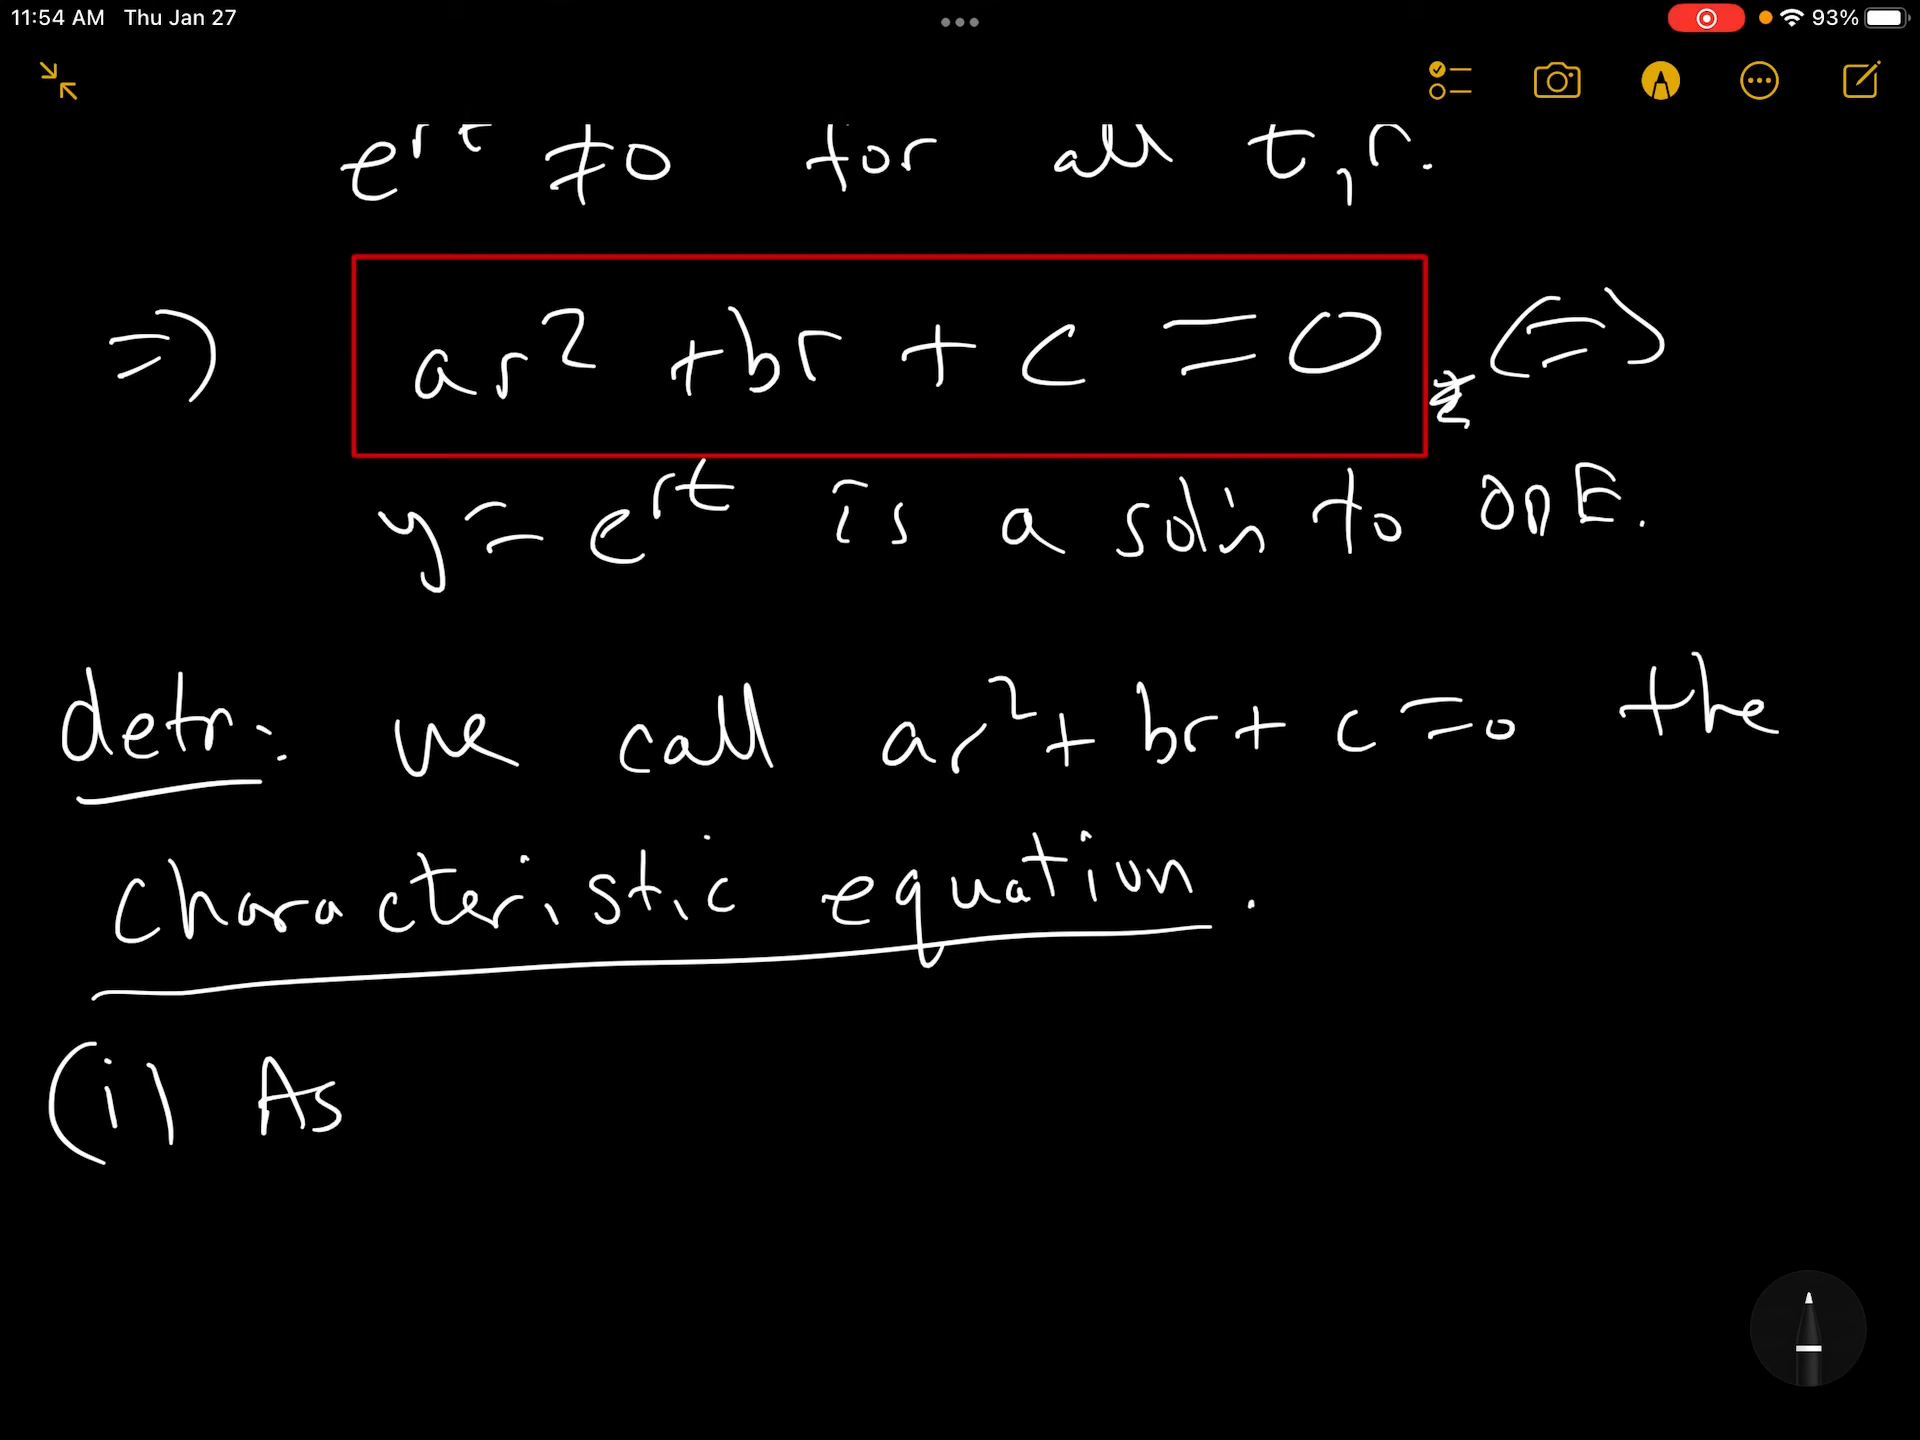 11:54 AM Thu Jan 27
93%
e^{rt} ≠ 0 for all t, r.
⇒ ar² + br + c = 0 ⇔
y = e^{rt} is a sol'n to ODE.
defn: we call ar² + br + c = 0 the
characteristic equation.
(i) As